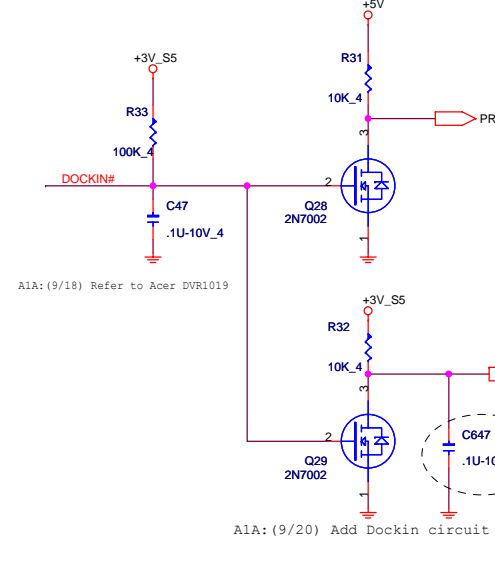 +5V
+3V_S5
R31
10K_4
R33
100K_4
3
PR
DOCKIN#
2
C47
.1U-10V_4
Q28
2N7002
1
A1A:(9/18) Refer to Acer DVR1019
+3V_S5
R32
10K_4
3
2
C647
.1U-10
Q29
2N7002
1
A1A:(9/20) Add Dockin circuit